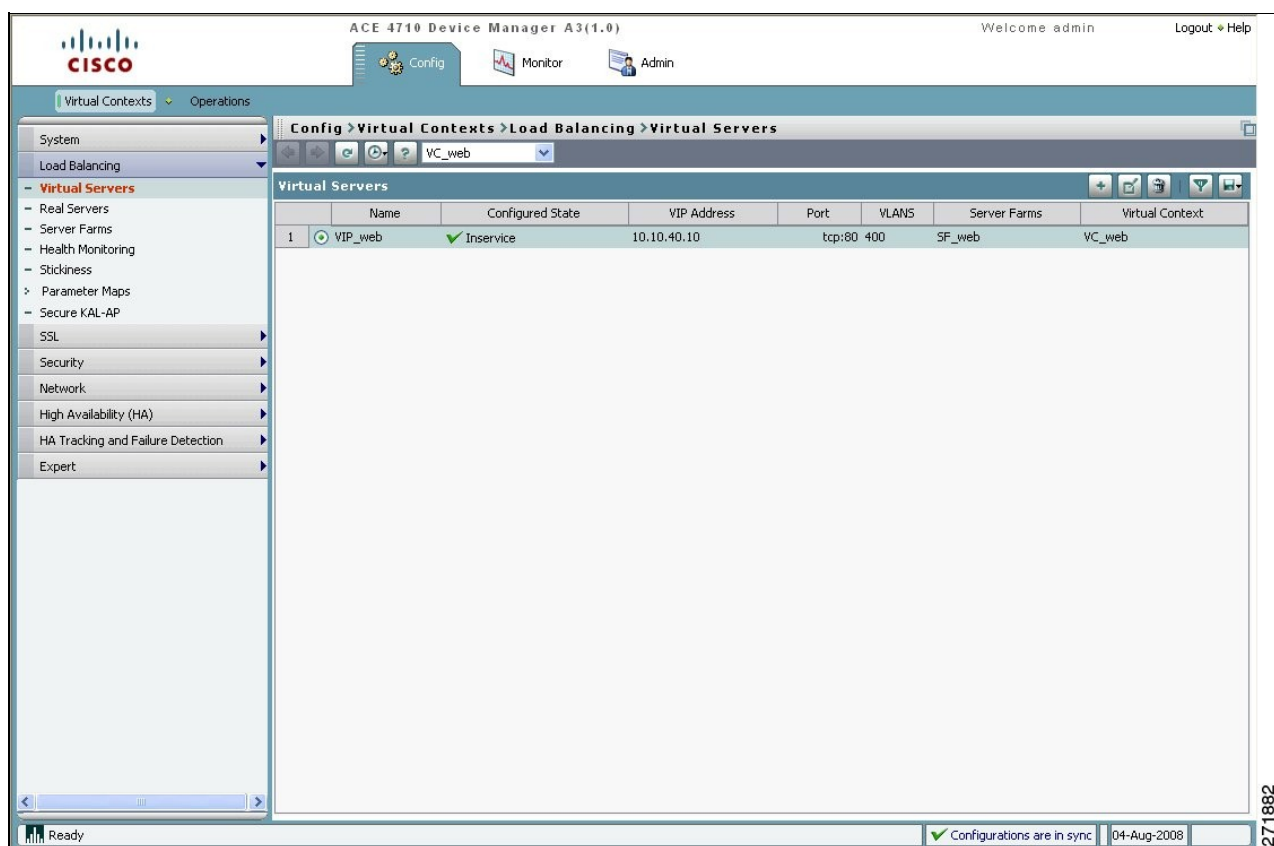 ACE 4710 Device Manager A3(1.0)
Welcome admin
Logout Help
CISCO
Config
Monitor
Admin
Virtual Contexts Operations
Config > Virtual Contexts > Load Balancing > Virtual Servers
VC_web
System
Load Balancing
Virtual Servers
Real Servers
Server Farms
Health Monitoring
Stickiness
Parameter Maps
Secure KAL-AP
SSL
Security
Network
High Availability (HA)
HA Tracking and Failure Detection
Expert
Virtual Servers
Name Configured State VIP Address Port VLANS Server Farms Virtual Context
1 VIP_web Inservice 10.10.40.10 tcp:80 400 SF_web VC_web
Ready
Configurations are in sync
04-Aug-2008
271882